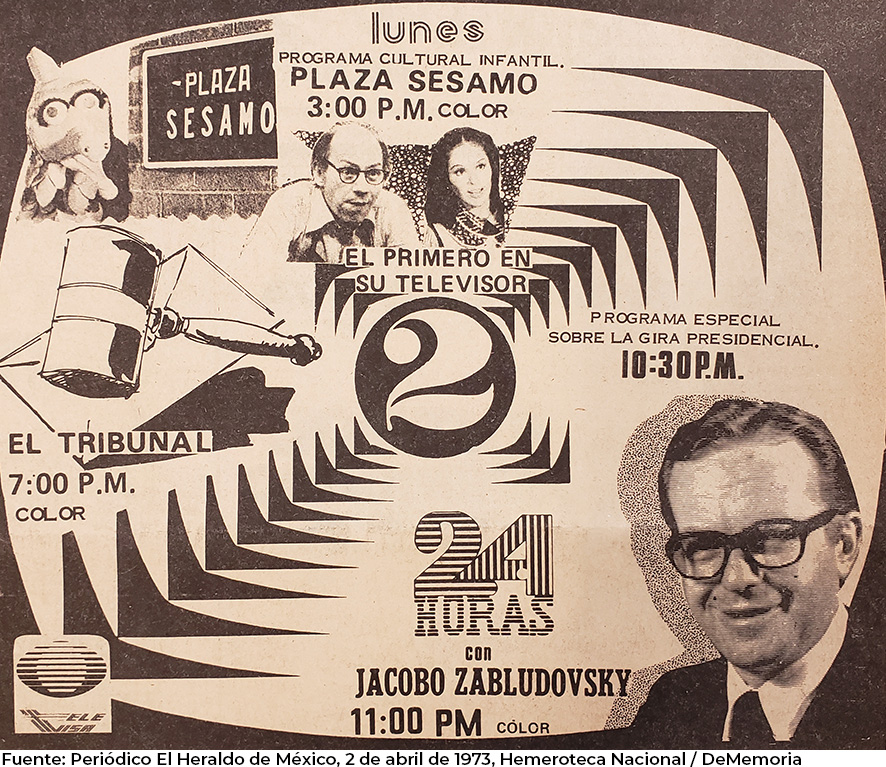 lunes
PROGRAMA CULTURAL INFANTIL.
PLAZA SESAMO
3:00 P.M. COLOR
-PLAZA
SESAMO
EL PRIMERO EN
SU TELEVISOR
2
PROGRAMA ESPECIAL
SOBRE LA GIRA PRESIDENCIAL.
10:30 P.M.
EL TRIBUNAL
7:00 P.M.
COLOR
24
HORAS
con
JACOBO ZABLUDOVSKY
11:00 PM COLOR
TELE
VISA
Fuente: Periódico El Heraldo de México, 2 de abril de 1973, Hemeroteca Nacional / DeMemoria